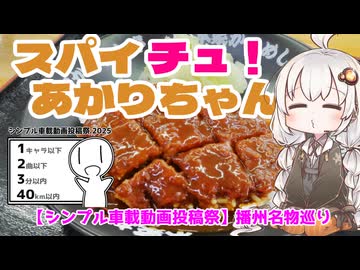 スパイチュ！
あかりちゃん
シンプル車載動画投稿祭 2025
1キャラ以下
2曲以下
3分以内
40km以内
【シンプル車載動画投稿祭】播州名物巡り